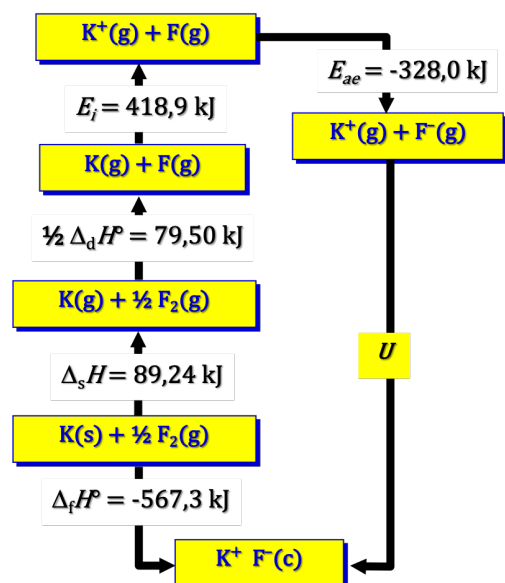 K⁺(g) + F(g)
Eₐₑ = -328,0 kJ
Eᵢ = 418,9 kJ
K⁺(g) + F⁻(g)
K(g) + F(g)
½ Δ_dH° = 79,50 kJ
K(g) + ½ F₂(g)
U
ΔₛH = 89,24 kJ
K(s) + ½ F₂(g)
Δ_fH° = -567,3 kJ
K⁺ F⁻(c)